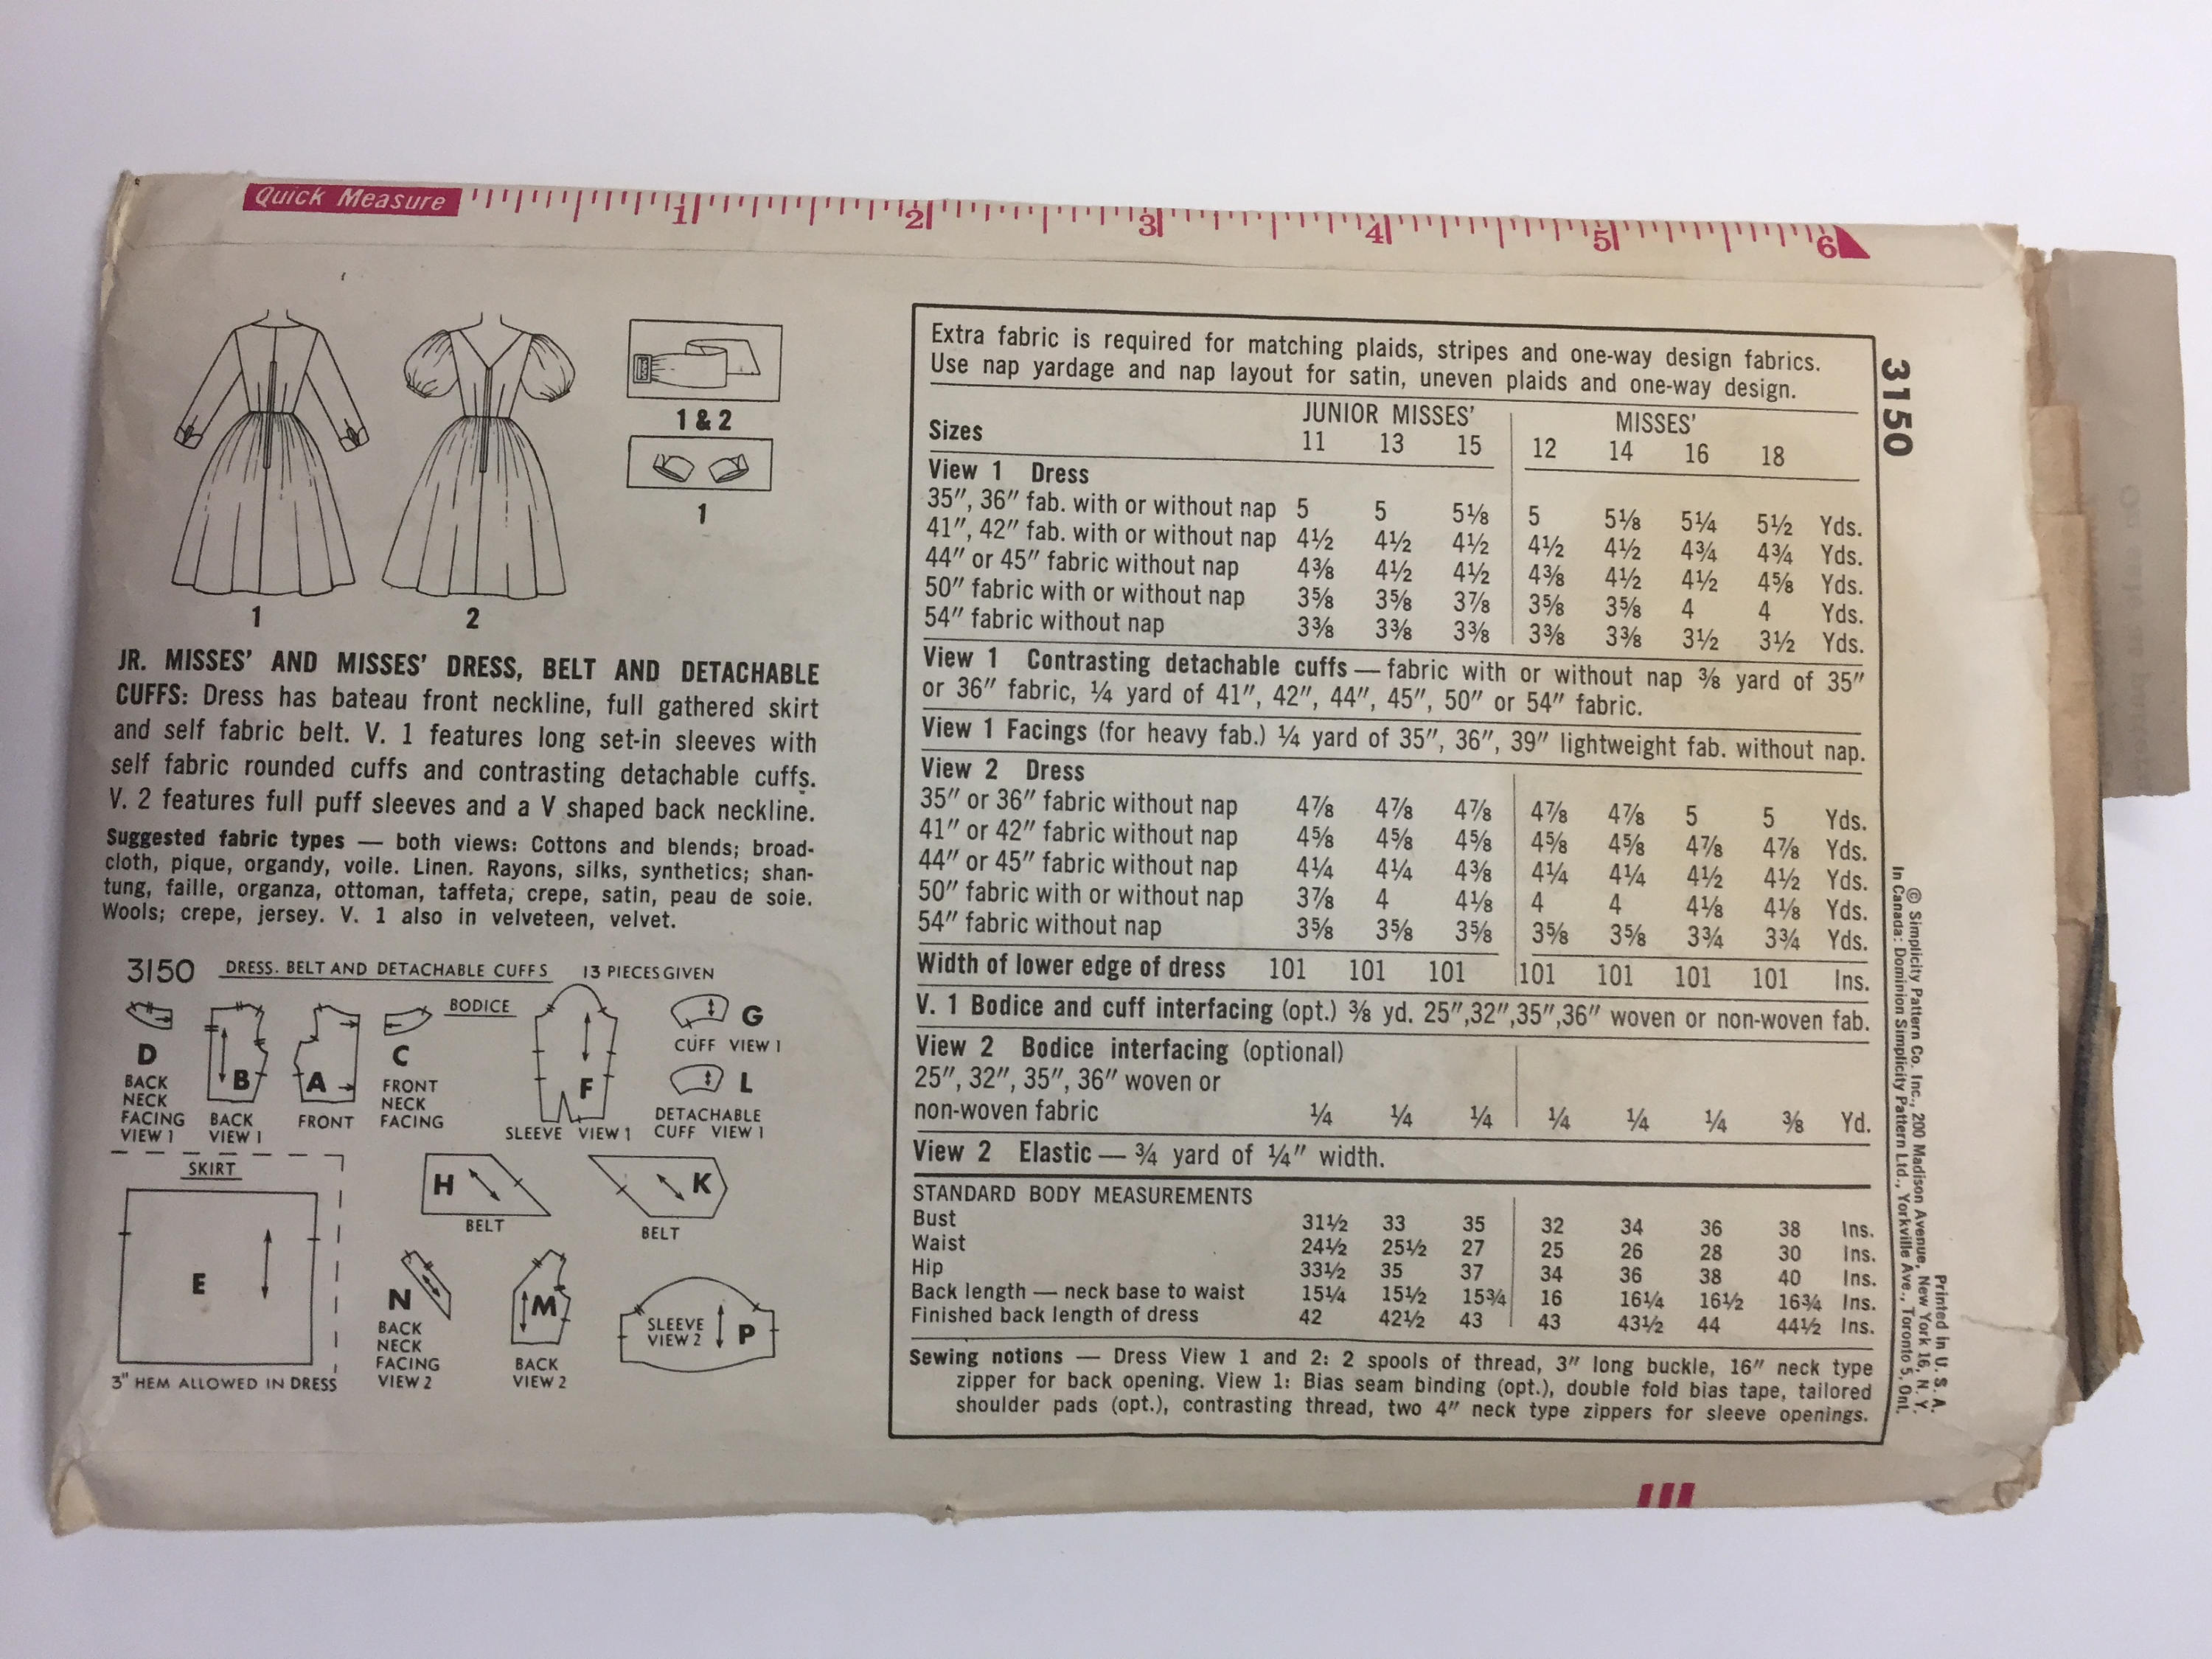 Quick Measure 1 2 3 4 5 6
1
2
1 & 2
1
JR. MISSES' AND MISSES' DRESS, BELT AND DETACHABLE
CUFFS: Dress has bateau front neckline, full gathered skirt
and self fabric belt. V. 1 features long set-in sleeves with
self fabric rounded cuffs and contrasting detachable cuffs.
V. 2 features full puff sleeves and a V shaped back neckline.
Suggested fabric types — both views: Cottons and blends; broad-
cloth, pique, organdy, voile. Linen. Rayons, silks, synthetics; shan-
tung, faille, organza, ottoman, taffeta, crepe, satin, peau de soie.
Wools; crepe, jersey. V. 1 also in velveteen, velvet.
3150 DRESS. BELT AND DETACHABLE CUFFS 13 PIECES GIVEN
BODICE
D
BACK
NECK
FACING
VIEW 1
B
BACK
VIEW 1
A
FRONT
C
FRONT
NECK
FACING
F
SLEEVE VIEW 1
G
CUFF VIEW 1
L
DETACHABLE
CUFF VIEW 1
SKIRT
E
3" HEM ALLOWED IN DRESS
H
BELT
K
BELT
N
BACK
NECK
FACING
VIEW 2
M
BACK
VIEW 2
SLEEVE
VIEW 2
P
Extra fabric is required for matching plaids, stripes and one-way design fabrics.
Use nap yardage and nap layout for satin, uneven plaids and one-way design.
JUNIOR MISSES' MISSES'
Sizes 11 13 15 12 14 16 18
View 1 Dress
35", 36" fab. with or without nap 5 5 5⅛ 5 5⅛ 5¼ 5½ Yds.
41", 42" fab. with or without nap 4½ 4½ 4½ 4½ 4½ 4¾ 4¾ Yds.
44" or 45" fabric without nap 4⅜ 4½ 4½ 4⅜ 4½ 4½ 4⅝ Yds.
50" fabric with or without nap 3⅝ 3⅝ 3⅞ 3⅝ 3⅝ 4 4 Yds.
54" fabric without nap 3⅜ 3⅜ 3⅜ 3⅜ 3⅜ 3½ 3½ Yds.
View 1 Contrasting detachable cuffs — fabric with or without nap ⅜ yard of 35"
or 36" fabric, ¼ yard of 41", 42", 44", 45", 50" or 54" fabric.
View 1 Facings (for heavy fab.) ¼ yard of 35", 36", 39" lightweight fab. without nap.
View 2 Dress
35" or 36" fabric without nap 4⅞ 4⅞ 4⅞ 4⅞ 4⅞ 5 5 Yds.
41" or 42" fabric without nap 4⅝ 4⅝ 4⅝ 4⅝ 4⅝ 4⅞ 4⅞ Yds.
44" or 45" fabric without nap 4¼ 4¼ 4⅜ 4¼ 4¼ 4½ 4½ Yds.
50" fabric with or without nap 3⅞ 4 4⅛ 4 4 4⅛ 4⅛ Yds.
54" fabric without nap 3⅝ 3⅝ 3⅝ 3⅝ 3⅝ 3¾ 3¾ Yds.
Width of lower edge of dress 101 101 101 101 101 101 101 Ins.
V. 1 Bodice and cuff interfacing (opt.) ⅜ yd. 25",32",35",36" woven or non-woven fab.
View 2 Bodice interfacing (optional)
25", 32", 35", 36" woven or
non-woven fabric ¼ ¼ ¼ ¼ ¼ ¼ ⅜ Yd.
View 2 Elastic — ¾ yard of ¼" width.
STANDARD BODY MEASUREMENTS
Bust 31½ 33 35 32 34 36 38 Ins.
Waist 24½ 25½ 27 25 26 28 30 Ins.
Hip 33½ 35 37 34 36 38 40 Ins.
Back length — neck base to waist 15¼ 15½ 15¾ 16 16¼ 16½ 16¾ Ins.
Finished back length of dress 42 42½ 43 43 43½ 44 44½ Ins.
Sewing notions — Dress View 1 and 2: 2 spools of thread, 3" long buckle, 16" neck type
zipper for back opening. View 1: Bias seam binding (opt.), double fold bias tape, tailored
shoulder pads (opt.), contrasting thread, two 4" neck type zippers for sleeve openings.
3150
Printed in U. S. A.
© Simplicity Pattern Co. Inc., 200 Madison Avenue, New York 16, N. Y.
In Canada: Dominion Simplicity Pattern Ltd., Yorkville Ave., Toronto 5, Ont.